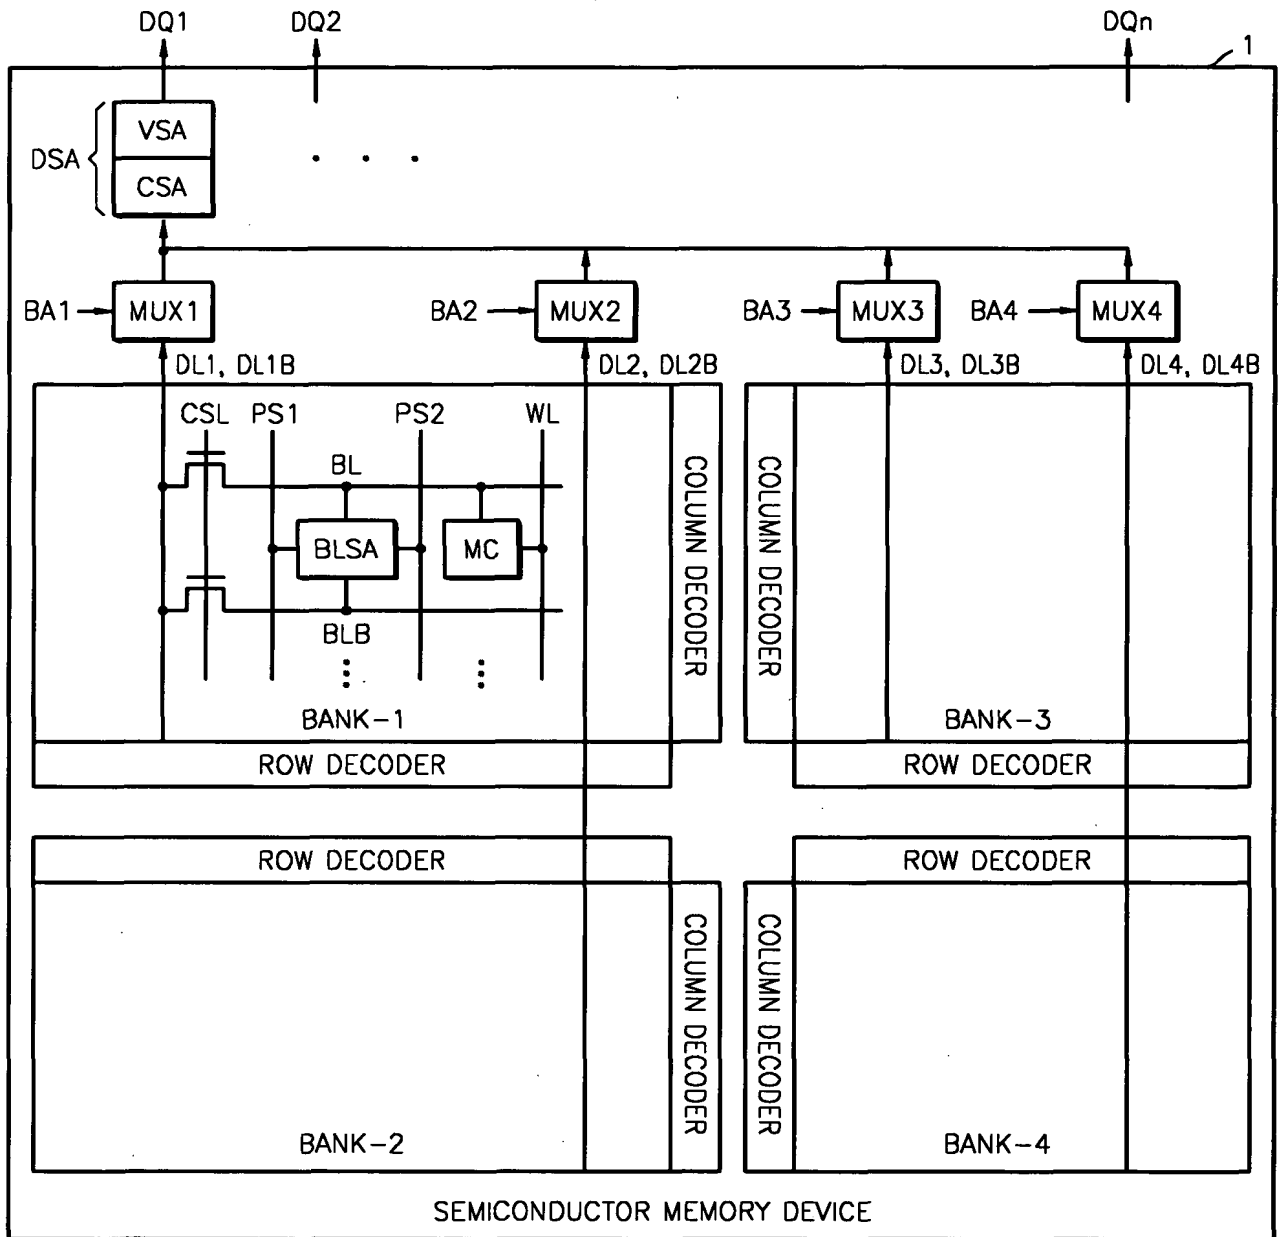 DQ1 DQ2 DQn
1
VSA
DSA
CSA
BA1 MUX1 BA2 MUX2 BA3 MUX3 BA4 MUX4
DL1, DL1B DL2, DL2B DL3, DL3B DL4, DL4B
CSL PS1 PS2 WL
BL
BLSA MC
BLB
COLUMN DECODER
COLUMN DECODER
BANK-1 BANK-3
ROW DECODER ROW DECODER
ROW DECODER ROW DECODER
COLUMN DECODER
COLUMN DECODER
BANK-2 BANK-4
SEMICONDUCTOR MEMORY DEVICE